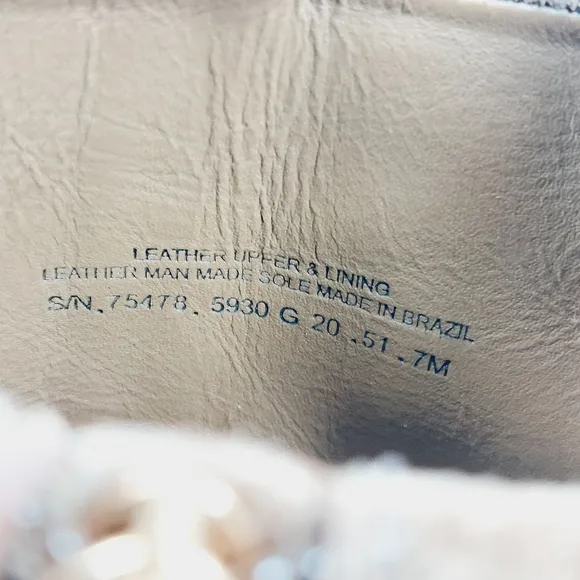 LEATHER UPPER & LINING
LEATHER MAN MADE SOLE MADE IN BRAZIL
S/N. 75478. 5930 G 20 .51 .7M